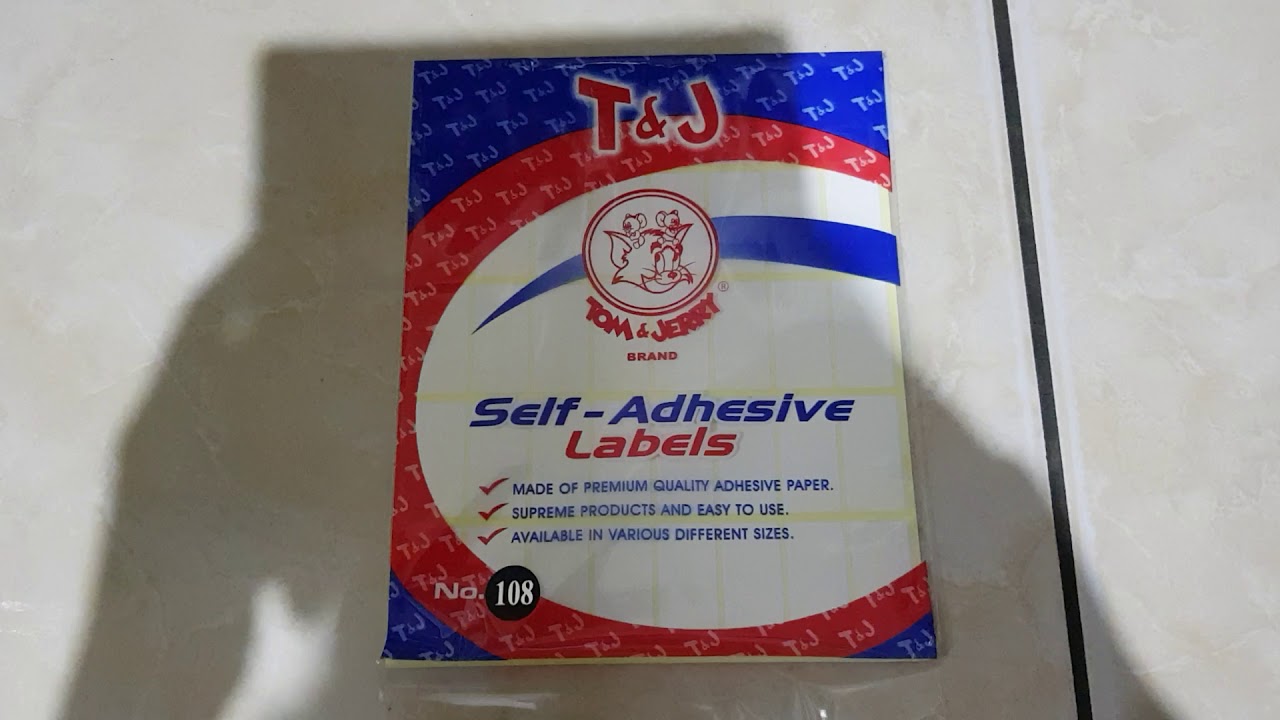 T&J
TOM & JERRY ®
BRAND
Self-Adhesive
Labels
MADE OF PREMIUM QUALITY ADHESIVE PAPER.
SUPREME PRODUCTS AND EASY TO USE.
AVAILABLE IN VARIOUS DIFFERENT SIZES.
No. 108